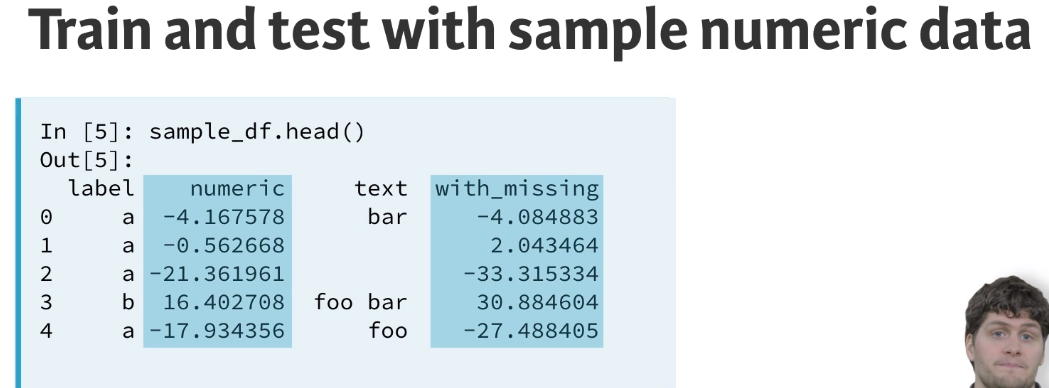 Train and test with sample numeric data
In [5]: sample_df.head()
Out[5]:
label numeric text with_missing
0 a -4.167578 bar -4.084883
1 a -0.562668 2.043464
2 a -21.361961 -33.315334
3 b 16.402708 foo bar 30.884604
4 a -17.934356 foo -27.488405